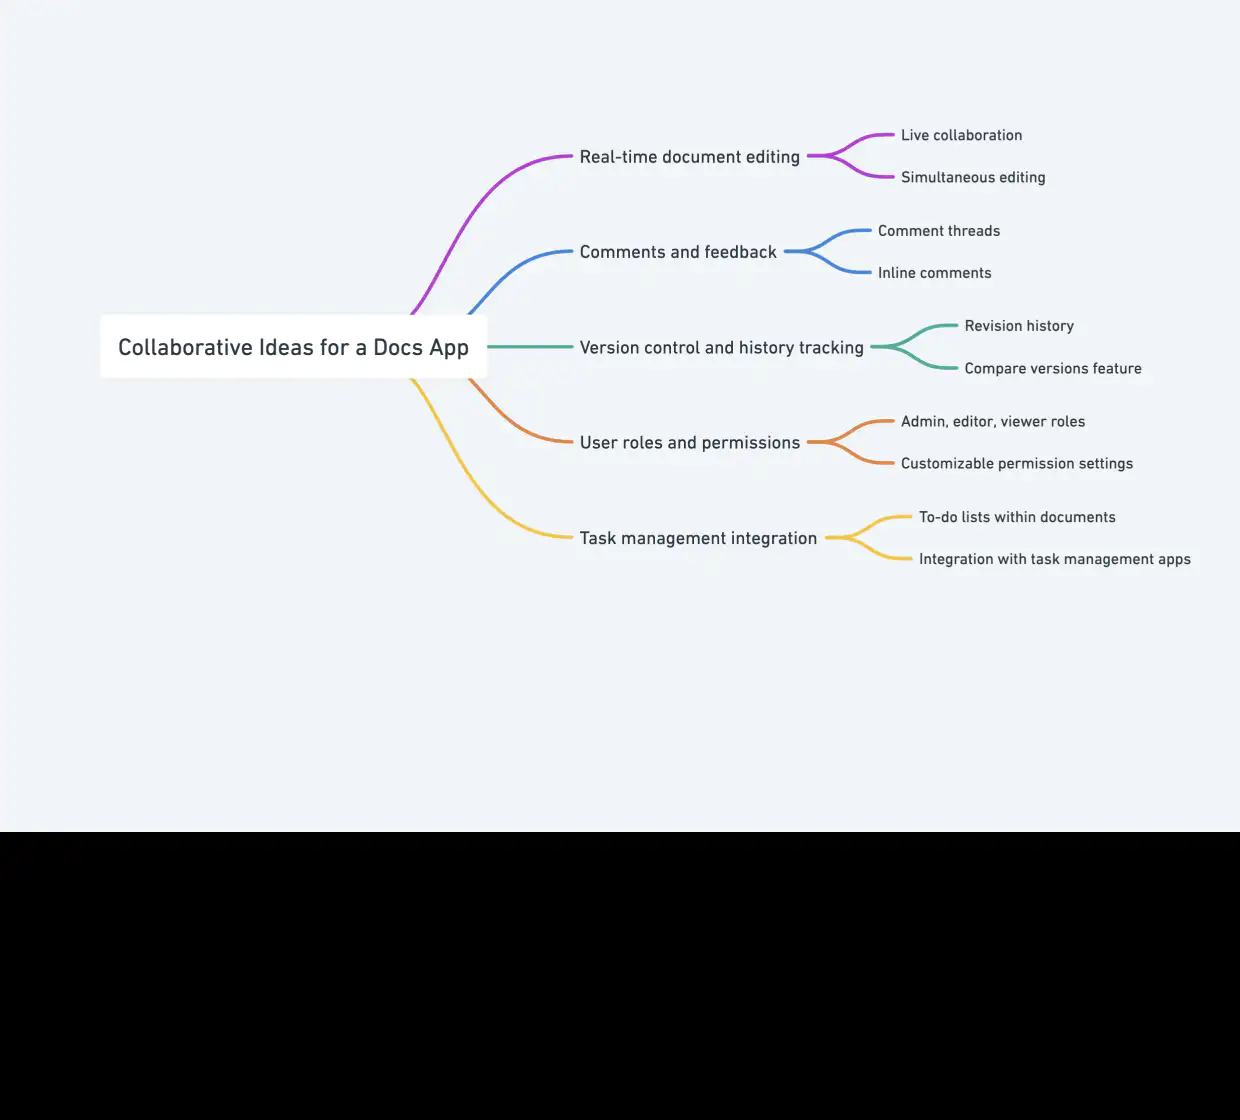 Collaborative Ideas for a Docs App
Real-time document editing
Live collaboration
Simultaneous editing
Comments and feedback
Comment threads
Inline comments
Version control and history tracking
Revision history
Compare versions feature
User roles and permissions
Admin, editor, viewer roles
Customizable permission settings
Task management integration
To-do lists within documents
Integration with task management apps